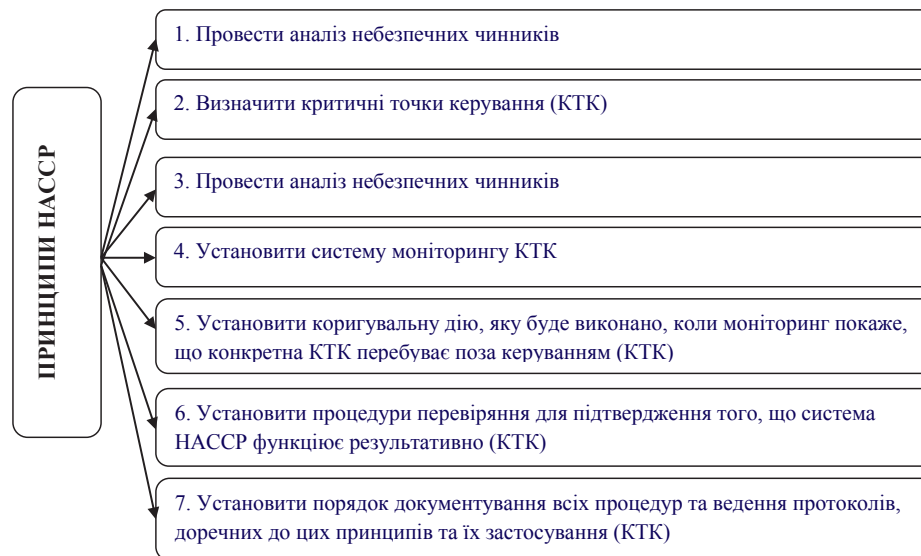 ПРИНЦИПИ НАССР
1. Провести аналіз небезпечних чинників
2. Визначити критичні точки керування (КТК)
3. Провести аналіз небезпечних чинників
4. Установити систему моніторингу КТК
5. Установити коригувальну дію, яку буде виконано, коли моніторинг покаже,
що конкретна КТК перебуває поза керуванням (КТК)
6. Установити процедури перевіряння для підтвердження того, що система
НАССР функціює результативно (КТК)
7. Установити порядок документування всіх процедур та ведення протоколів,
доречних до цих принципів та їх застосування (КТК)